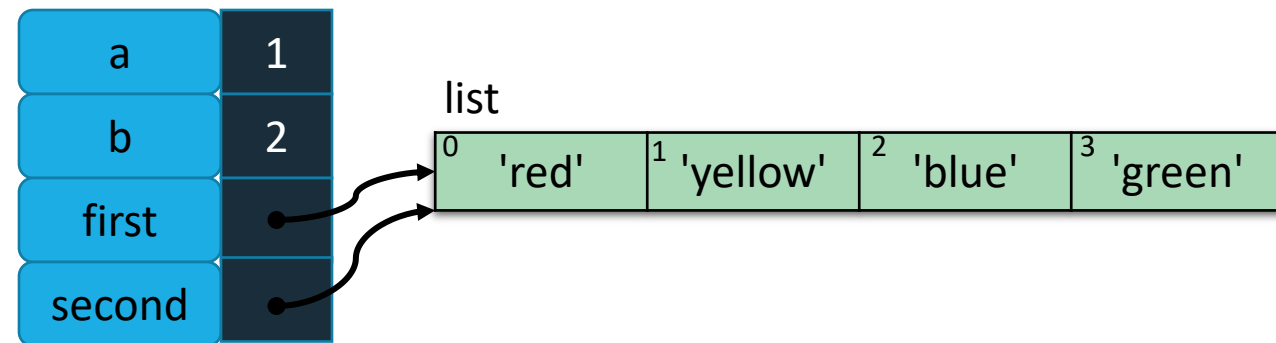 a 1
b 2
first
second
list
0 'red' 1 'yellow' 2 'blue' 3 'green'